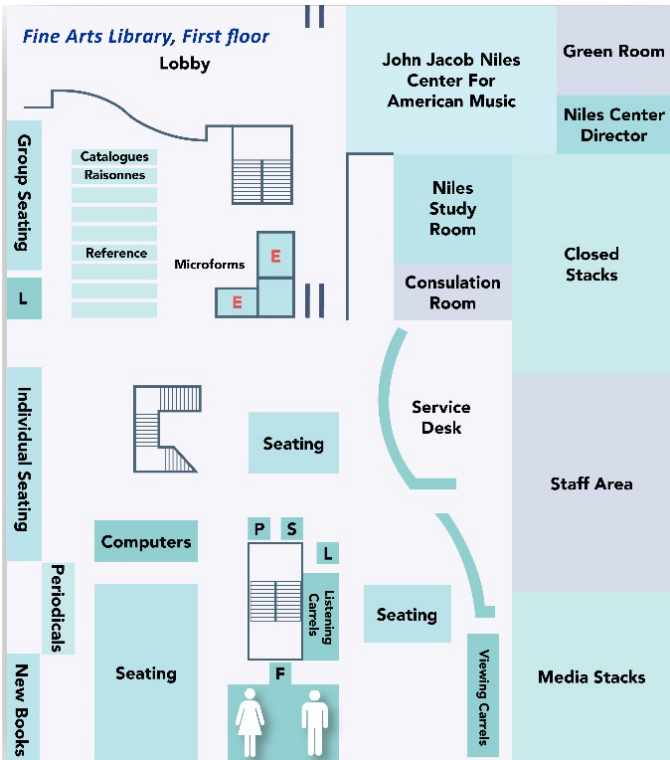 Fine Arts Library, First floor
Lobby
John Jacob Niles
Center For
American Music
Green Room
Niles Center
Director
Group Seating
Catalogues
Raisonnes
Reference
Microforms
E
E
L
Niles
Study
Room
Consulation
Room
Closed
Stacks
Individual Seating
Seating
Service
Desk
Staff Area
Computers
P
S
L
Periodicals
Listening
Carrels
Seating
Seating
F
New Books
Viewing Carrels
Media Stacks